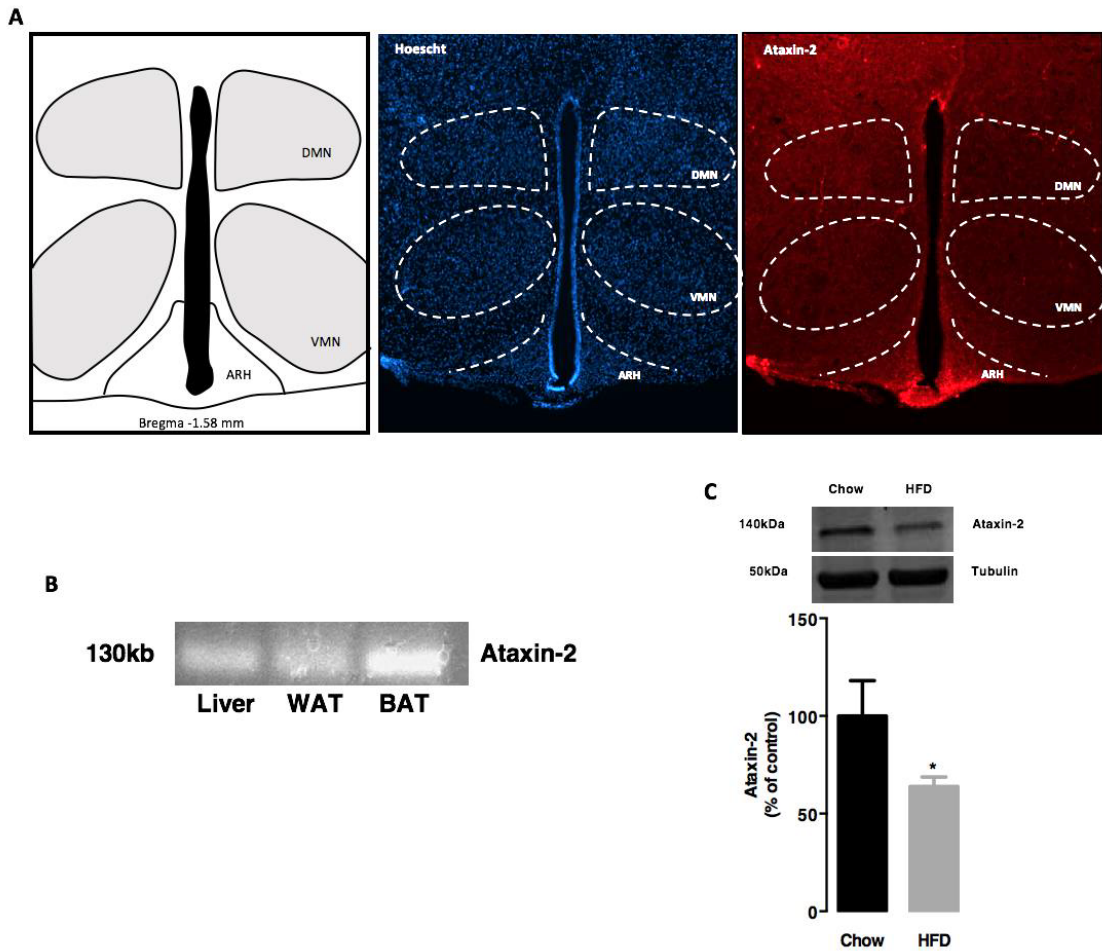 A
DMN
VMN
ARH
Bregma -1.58 mm
Hoescht
DMN
VMN
ARH
Ataxin-2
DMN
VMN
ARH
B
130kb
Ataxin-2
Liver WAT BAT
C
Chow HFD
140kDa Ataxin-2
50kDa Tubulin
Ataxin-2
(% of control)
150
100
50
0
*
Chow HFD